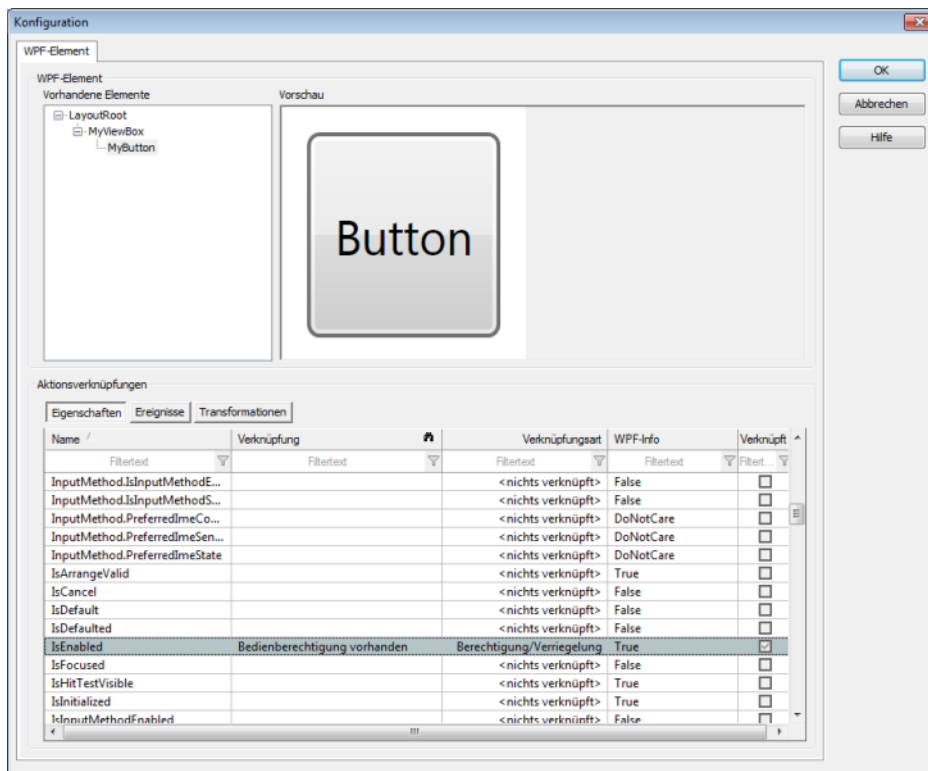 Konfiguration
WPF-Element
WPF-Element
Vorhandene Elemente
Vorschau
LayoutRoot
MyViewBox
MyButton
Button
OK
Abbrechen
Hilfe
Aktionsverknüpfungen
Eigenschaften Ereignisse Transformationen
Name Verknüpfung Verknüpfungsart WPF-Info Verknüpft
Filtertext Filtertext Filtertext Filtertext Filtert...
InputMethod.IsInputMethodE... <nichts verknüpft> False
InputMethod.IsInputMethodS... <nichts verknüpft> False
InputMethod.PreferredImeCo... <nichts verknüpft> DoNotCare
InputMethod.PreferredImeSen... <nichts verknüpft> DoNotCare
InputMethod.PreferredImeState <nichts verknüpft> DoNotCare
IsArrangeValid <nichts verknüpft> True
IsCancel <nichts verknüpft> False
IsDefault <nichts verknüpft> False
IsDefaulted <nichts verknüpft> False
IsEnabled Bedienberechtigung vorhanden Berechtigung/Verriegelung True
IsFocused <nichts verknüpft> False
IsHitTestVisible <nichts verknüpft> True
IsInitialized <nichts verknüpft> True
IsInputMethodEnabled <nichts verknüpft> False